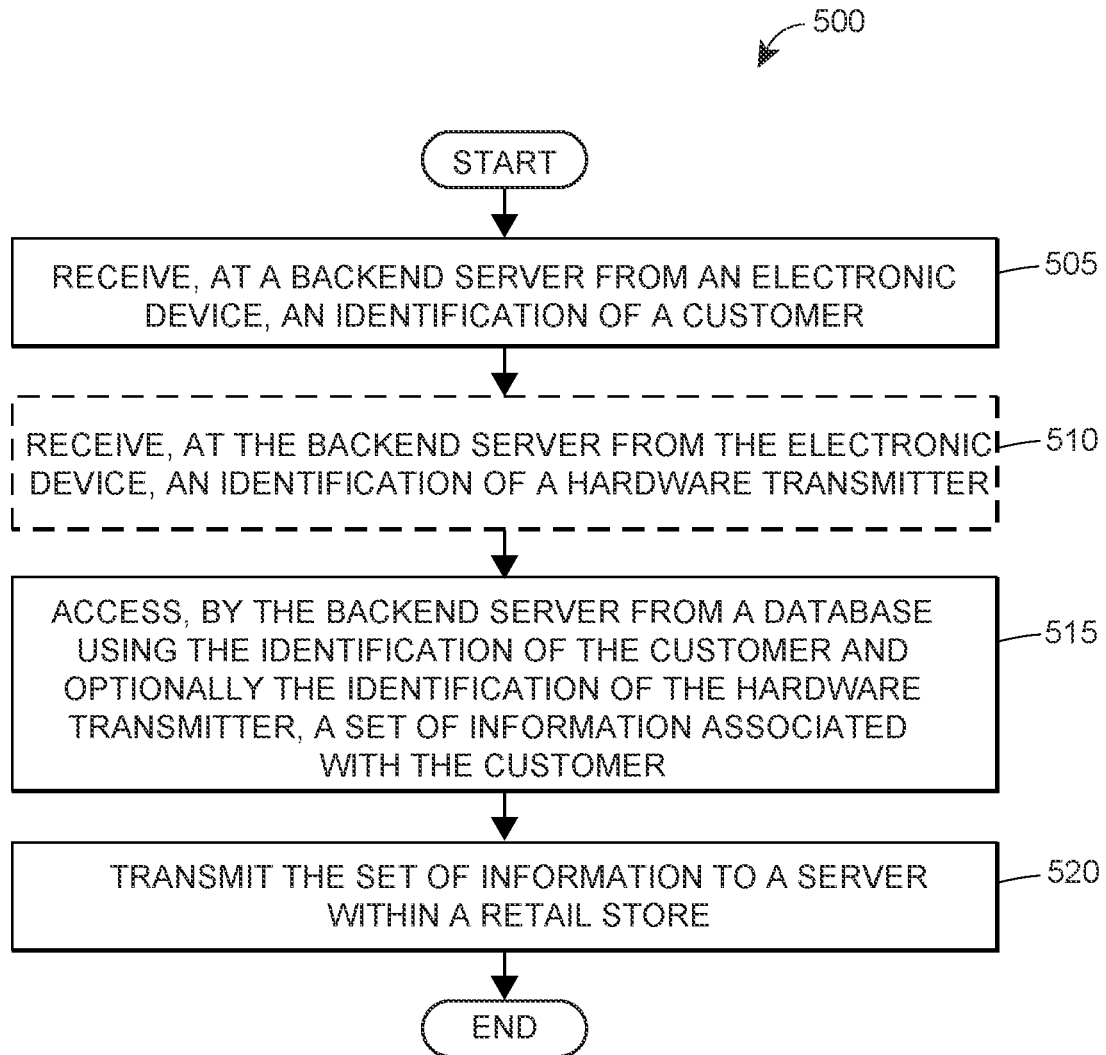 500
START
RECEIVE, AT A BACKEND SERVER FROM AN ELECTRONIC
DEVICE, AN IDENTIFICATION OF A CUSTOMER
505
RECEIVE, AT THE BACKEND SERVER FROM THE ELECTRONIC
DEVICE, AN IDENTIFICATION OF A HARDWARE TRANSMITTER
510
ACCESS, BY THE BACKEND SERVER FROM A DATABASE
USING THE IDENTIFICATION OF THE CUSTOMER AND
OPTIONALLY THE IDENTIFICATION OF THE HARDWARE
TRANSMITTER, A SET OF INFORMATION ASSOCIATED
WITH THE CUSTOMER
515
TRANSMIT THE SET OF INFORMATION TO A SERVER
WITHIN A RETAIL STORE
520
END